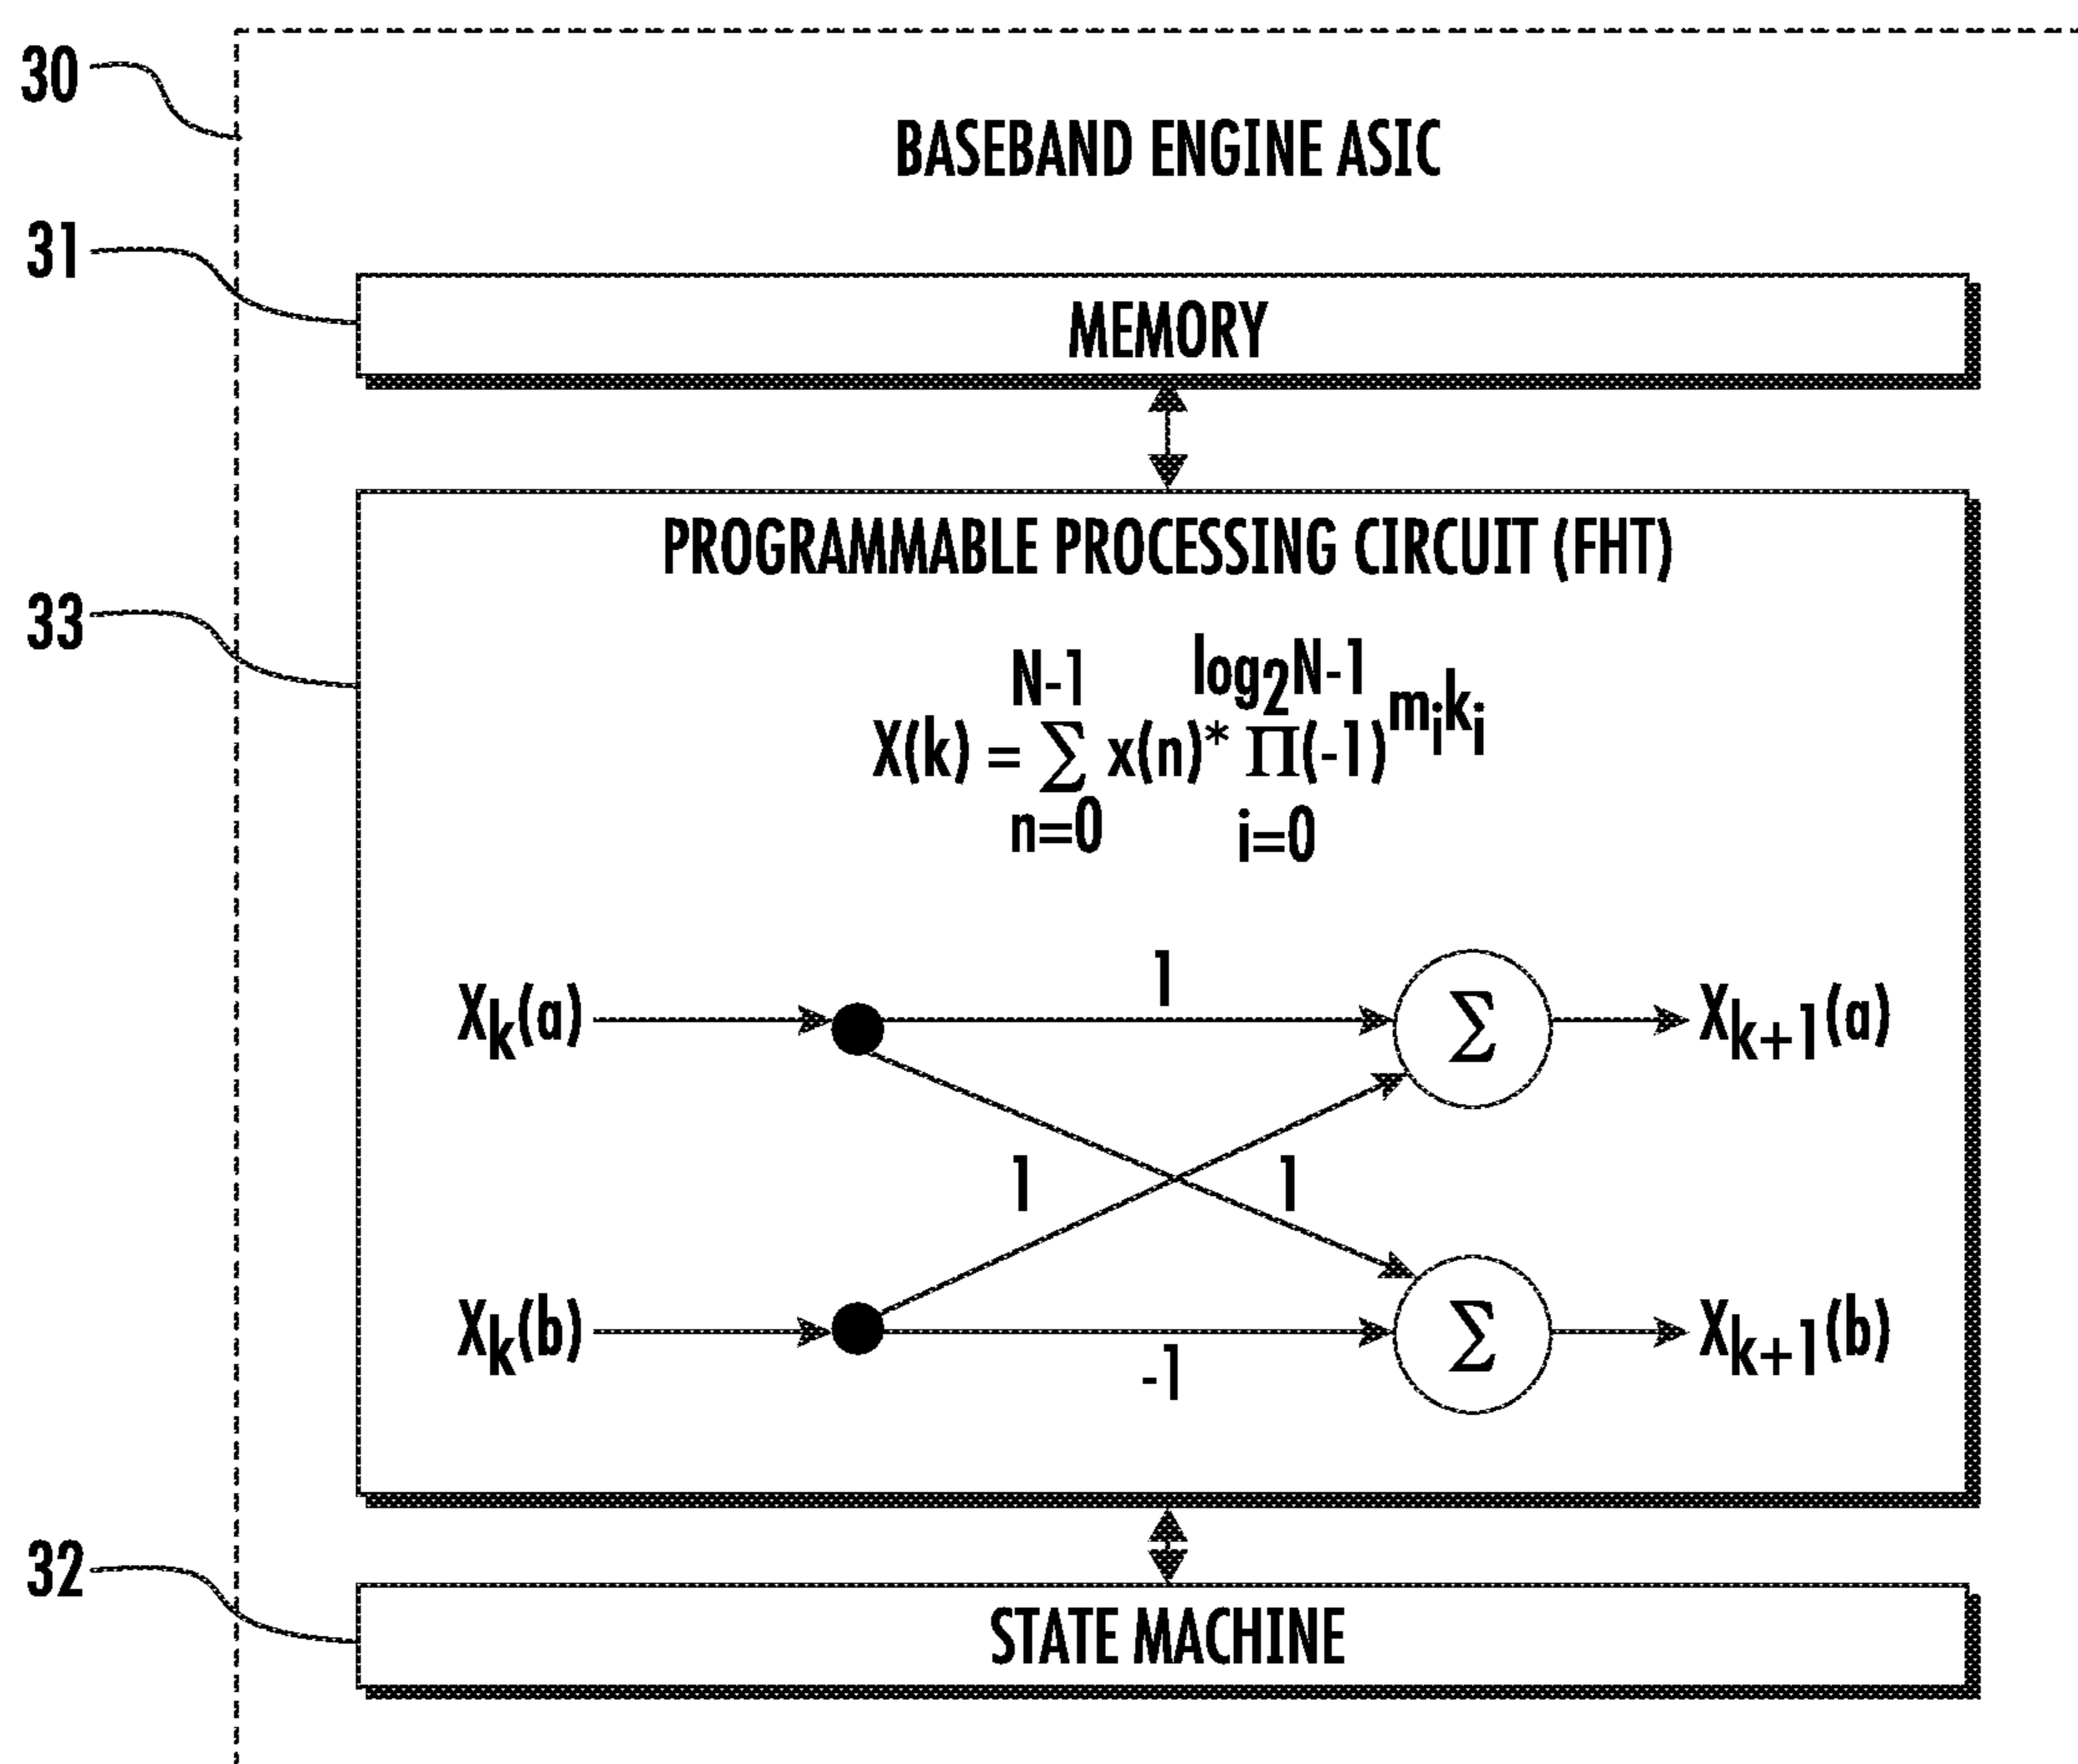 30
BASEBAND ENGINE ASIC
31
MEMORY
PROGRAMMABLE PROCESSING CIRCUIT (FHT)
33
N-1 log2N-1
X(k) = ∑ x(n)* Π(-1)^miki
n=0 i=0
1
Xk(a) ∑ Xk+1(a)
1 1
Xk(b) ∑ Xk+1(b)
-1
32
STATE MACHINE